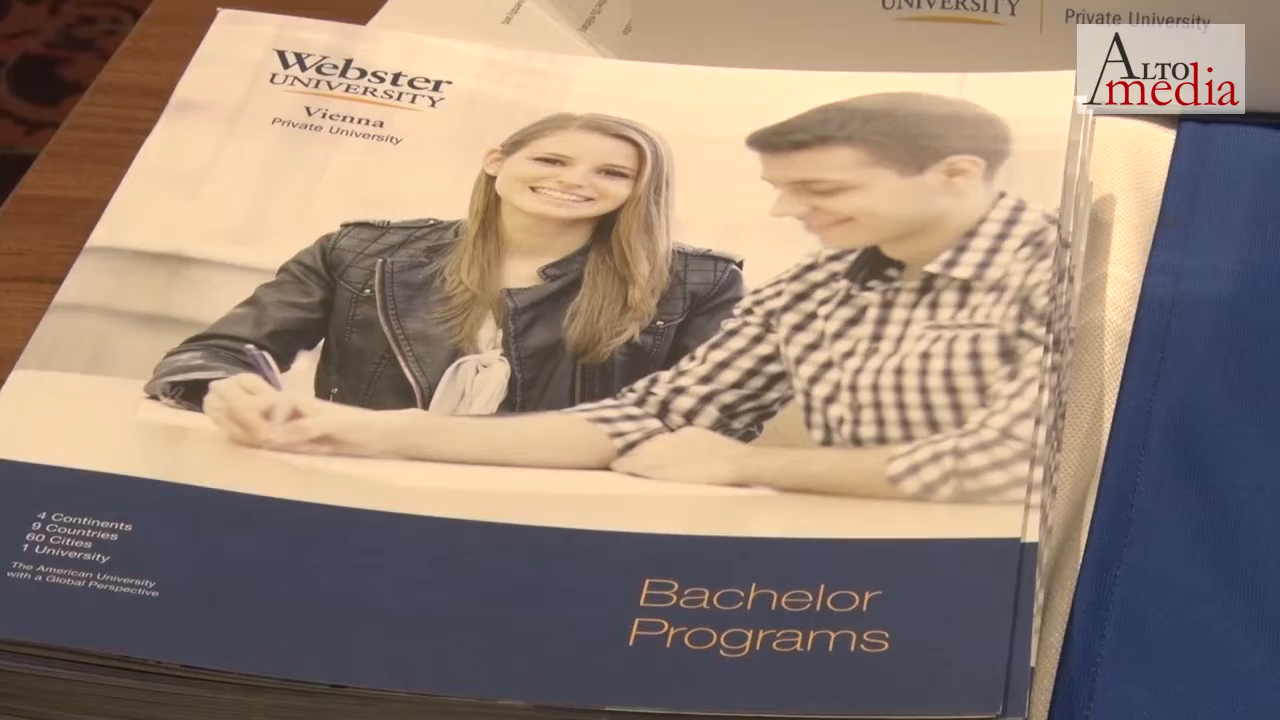 UNIVERSITY
Private University
ALTO
media
Webster
UNIVERSITY
Vienna
Private University
4 Continents
9 Countries
60 Cities
1 University
The American University
with a Global Perspective
Bachelor
Programs